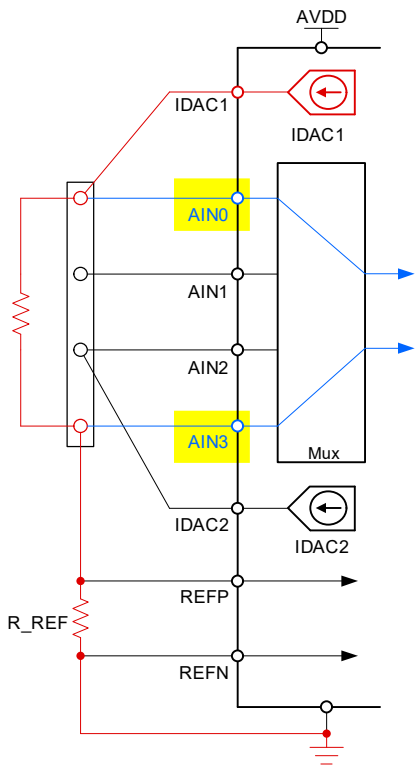 AVDD
IDAC1
IDAC1
AIN0
AIN1
AIN2
AIN3
Mux
IDAC2
IDAC2
REFP
R_REF
REFN